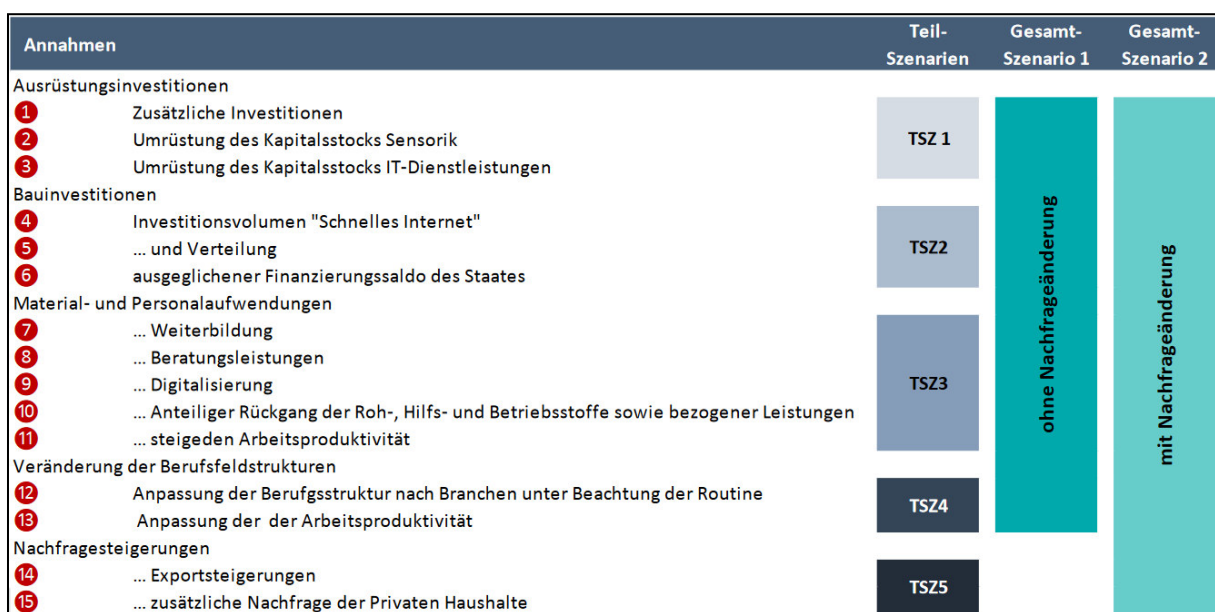 Annahmen
Teil-
Szenarien
Gesamt-
Szenario 1
Gesamt-
Szenario 2
Ausrüstungsinvestitionen
1 Zusätzliche Investitionen
2 Umrüstung des Kapitalsstocks Sensorik
3 Umrüstung des Kapitalsstocks IT-Dienstleistungen
TSZ 1
Bauinvestitionen
4 Investitionsvolumen "Schnelles Internet"
5 ... und Verteilung
6 ausgeglichener Finanzierungssaldo des Staates
TSZ2
Material- und Personalaufwendungen
7 ... Weiterbildung
8 ... Beratungsleistungen
9 ... Digitalisierung
10 ... Anteiliger Rückgang der Roh-, Hilfs- und Betriebsstoffe sowie bezogener Leistungen
11 ... steigeden Arbeitsproduktivität
TSZ3
Veränderung der Berufsfeldstrukturen
12 Anpassung der Berufgsstruktur nach Branchen unter Beachtung der Routine
13 Anpassung der der Arbeitsproduktivität
TSZ4
Nachfragesteigerungen
14 ... Exportsteigerungen
15 ... zusätzliche Nachfrage der Privaten Haushalte
TSZ5
ohne Nachfrageänderung
mit Nachfrageänderung